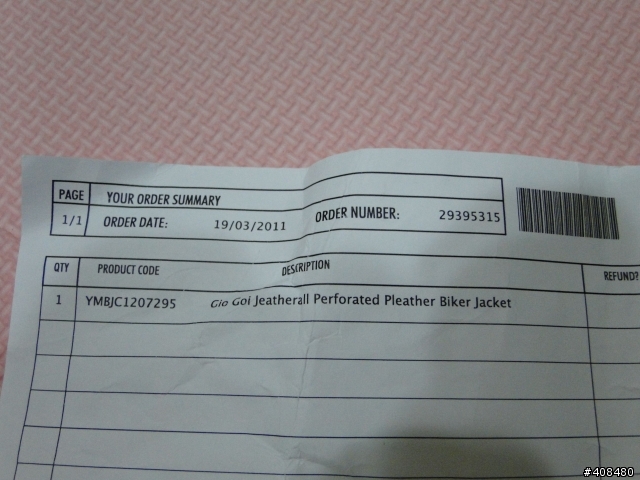 PAGE YOUR ORDER SUMMARY
1/1 ORDER DATE: 19/03/2011 ORDER NUMBER: 29395315
QTY PRODUCT CODE DESCRIPTION REFUND?
1 YMBJC1207295 Gio Goi Jeatherall Perforated Pleather Biker Jacket
#408480